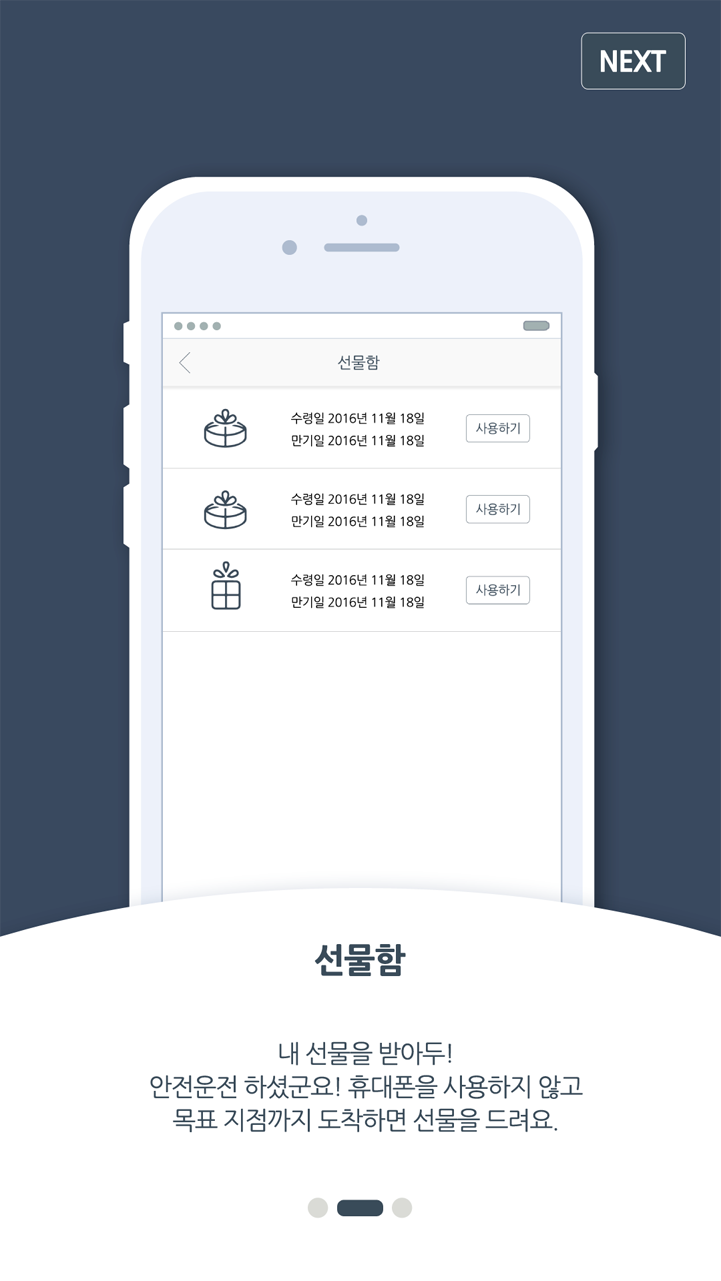 NEXT
선물함
수령일 2016년 11월 18일
만기일 2016년 11월 18일
사용하기
수령일 2016년 11월 18일
만기일 2016년 11월 18일
사용하기
수령일 2016년 11월 18일
만기일 2016년 11월 18일
사용하기
선물함
내 선물을 받아두!
안전운전 하셨군요! 휴대폰을 사용하지 않고
목표 지점까지 도착하면 선물을 드려요.